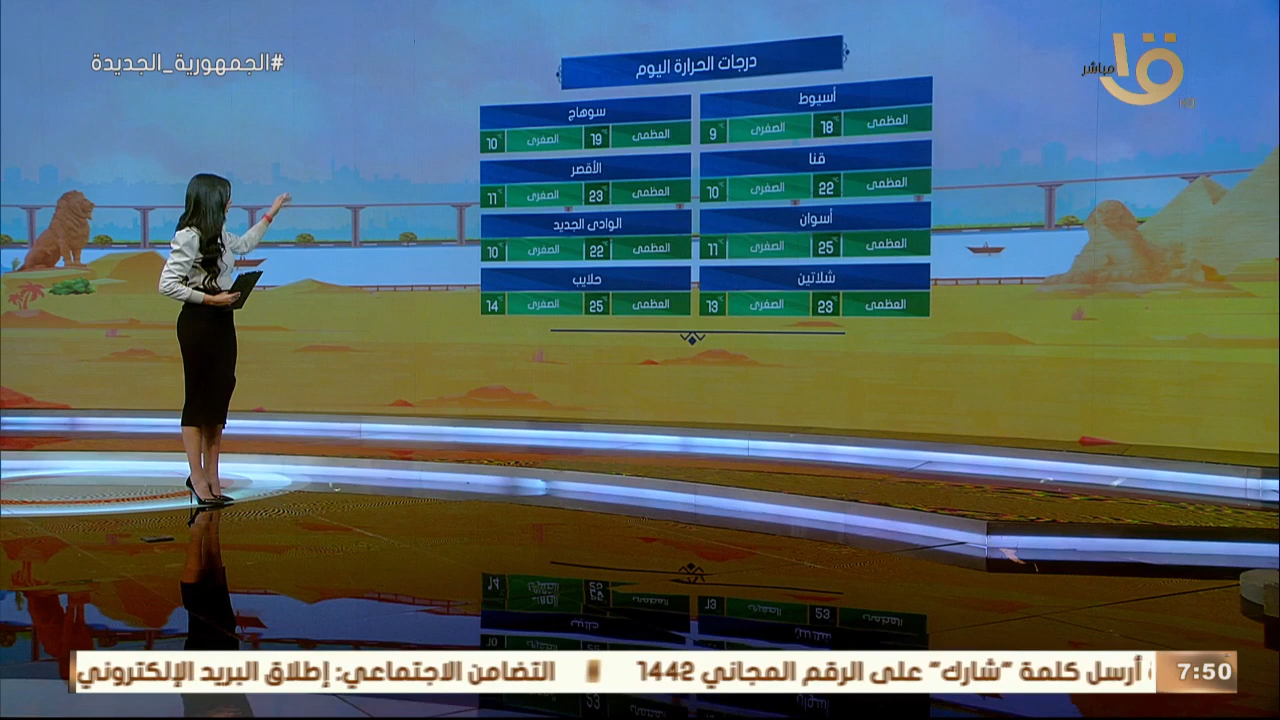 #الجمهورية_الجديدة
مباشر
درجات الحرارة اليوم
أسيوط
العظمى 18 الصغرى 9
سوهاج
العظمى 19 الصغرى 10
قنا
العظمى 22 الصغرى 10
الأقصر
العظمى 23 الصغرى 11
أسوان
العظمى 25 الصغرى 11
الوادى الجديد
العظمى 22 الصغرى 10
شلاتين
العظمى 23 الصغرى 13
حلايب
العظمى 25 الصغرى 14
7:50
أرسل كلمة “شارك” على الرقم المجاني 1442
التضامن الاجتماعي: إطلاق البريد الإلكتروني